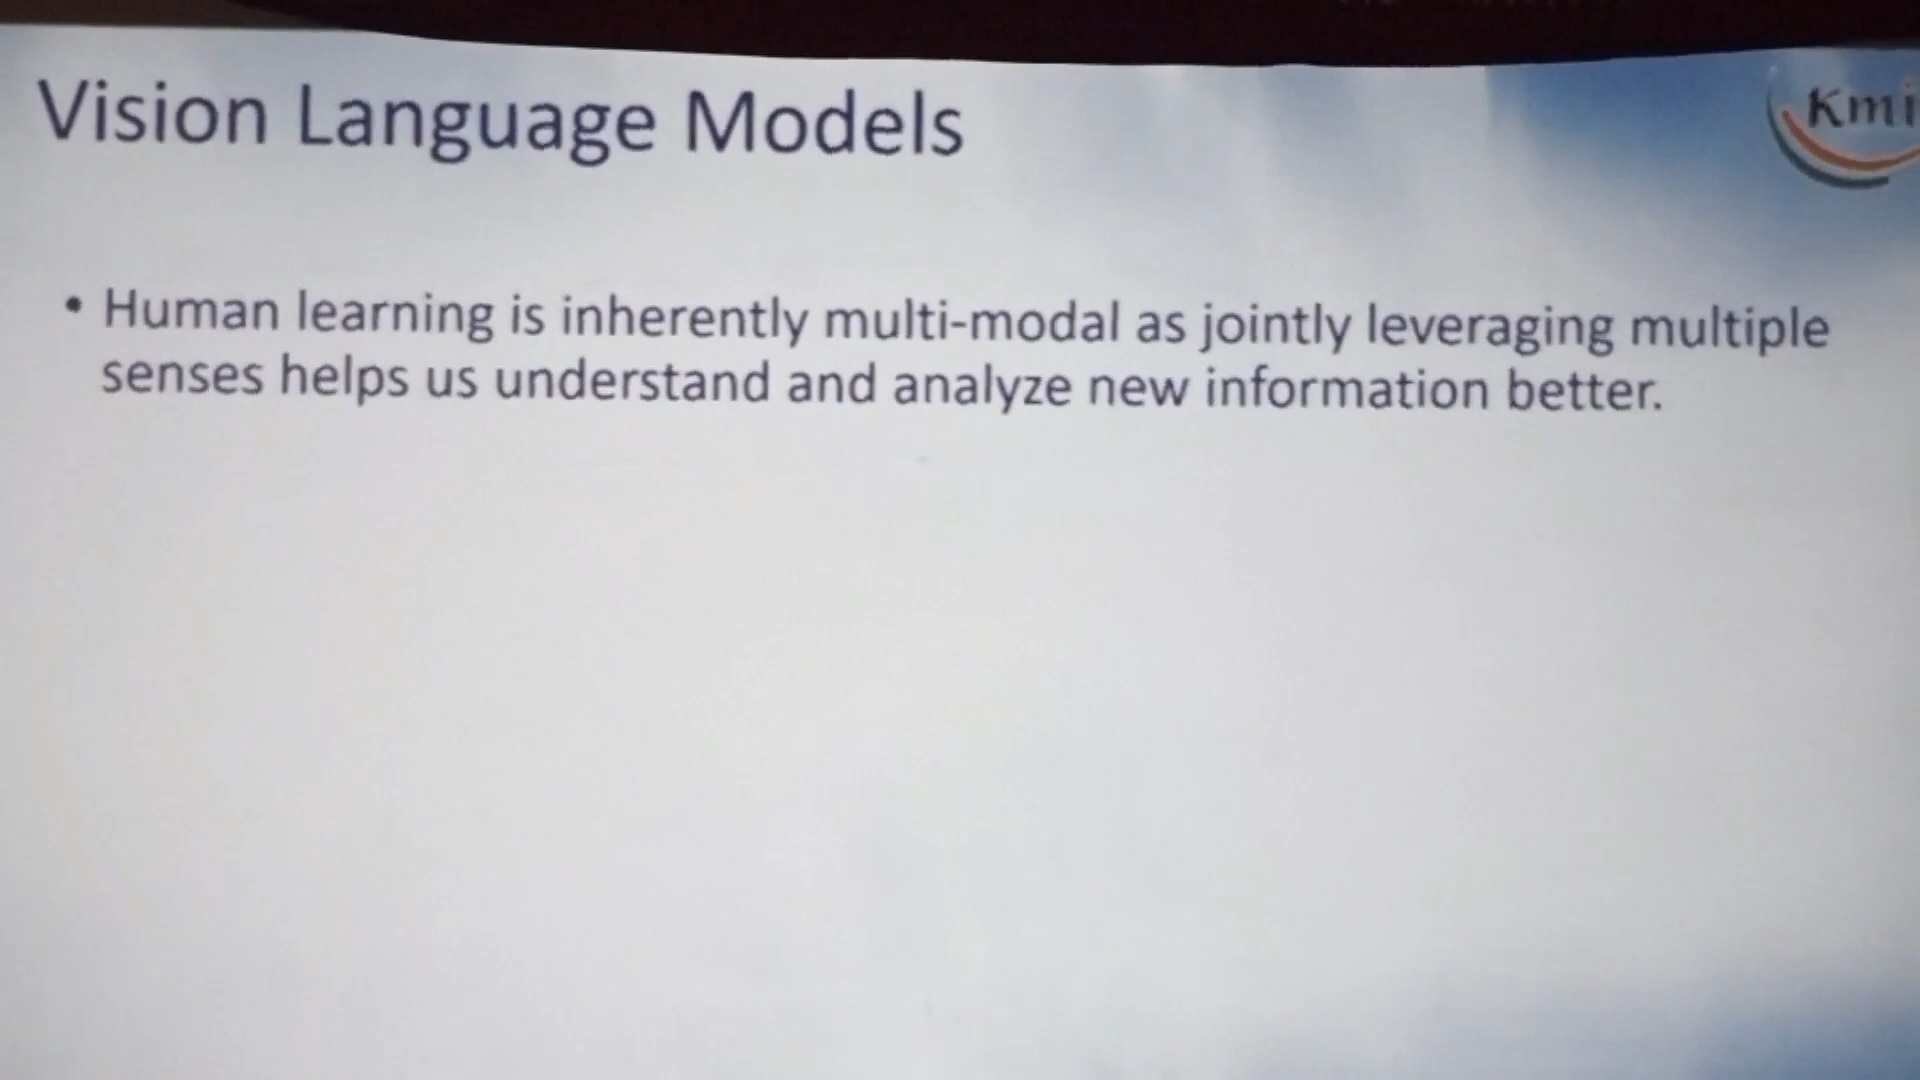 Vision Language Models
Kmi
• Human learning is inherently multi-modal as jointly leveraging multiple
senses helps us understand and analyze new information better.